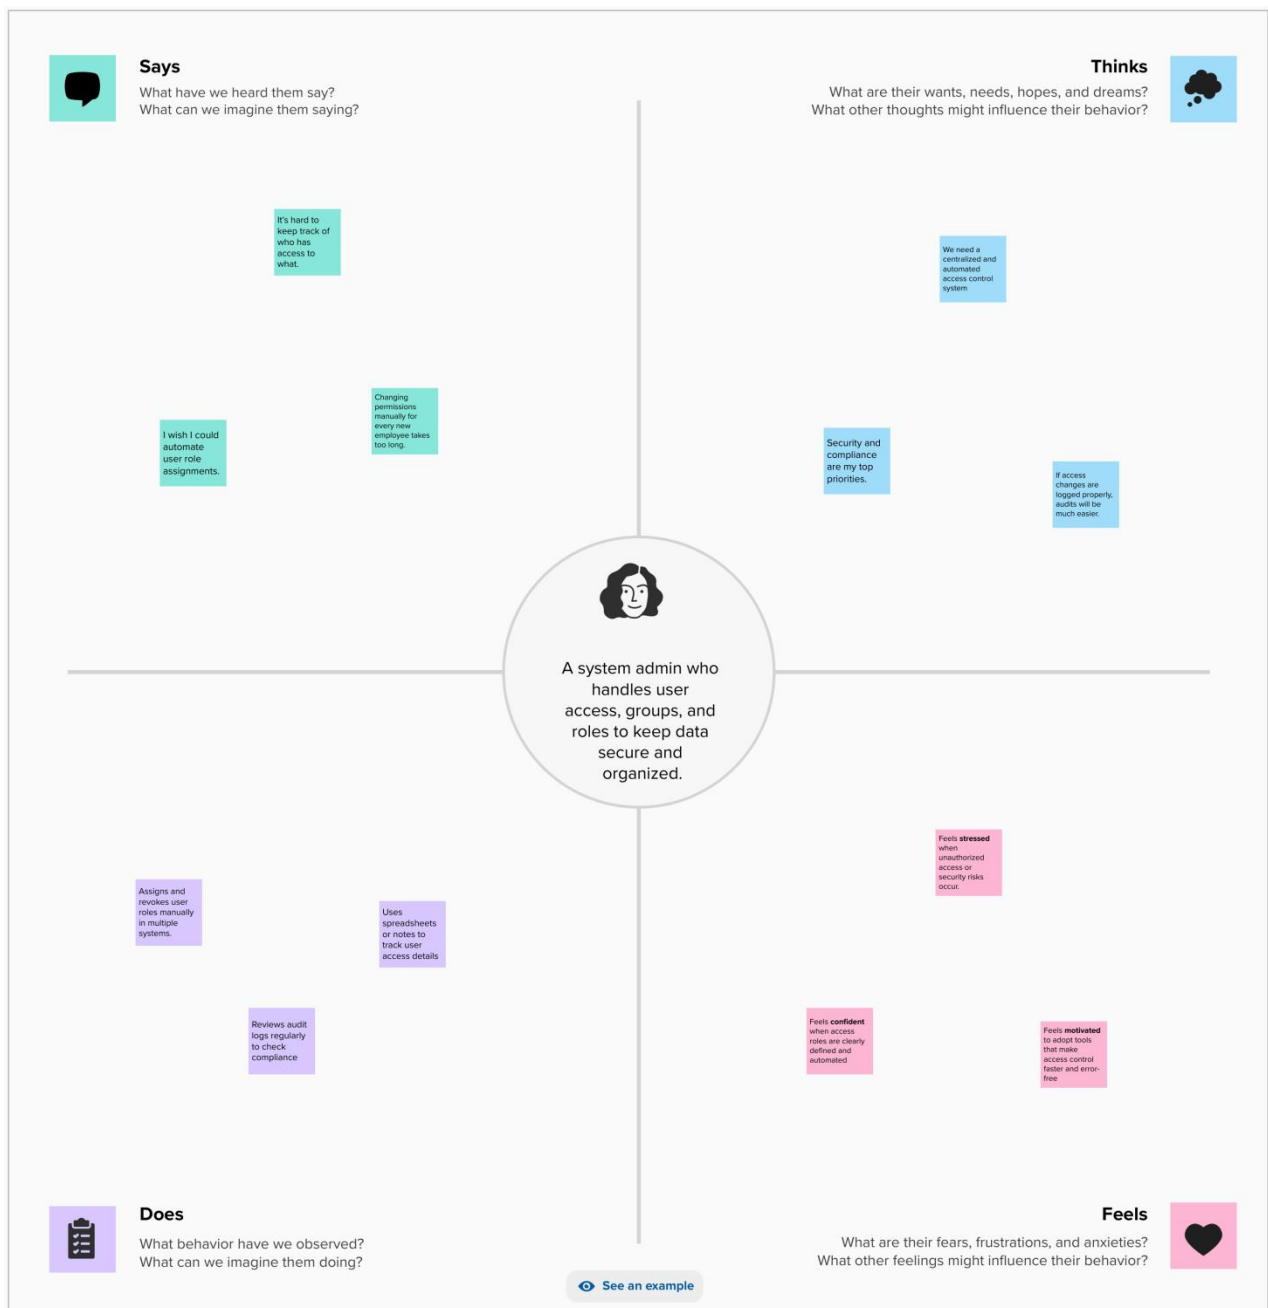 Says
What have we heard them say?
What can we imagine them saying?
Thinks
What are their wants, needs, hopes, and dreams?
What other thoughts might influence their behavior?
It's hard to
keep track of
who has
access to
what.
I wish I could
automate
user role
assignments.
Changing
permissions
manually for
every new
employee takes
too long.
We need a
centralized and
automated
access control
system
Security and
compliance
are my top
priorities.
If access
changes are
logged properly,
audits will be
much easier.
A system admin who
handles user
access, groups, and
roles to keep data
secure and
organized.
Assigns and
revokes user
roles manually
in multiple
systems.
Uses
spreadsheets
or notes to
track user
access details
Reviews audit
logs regularly
to check
compliance
Feels stressed
when
unauthorized
access or
security risks
occur.
Feels confident
when access
roles are clearly
defined and
automated
Feels motivated
to adopt tools
that make
access control
faster and error-
free
Does
What behavior have we observed?
What can we imagine them doing?
Feels
What are their fears, frustrations, and anxieties?
What other feelings might influence their behavior?
See an example